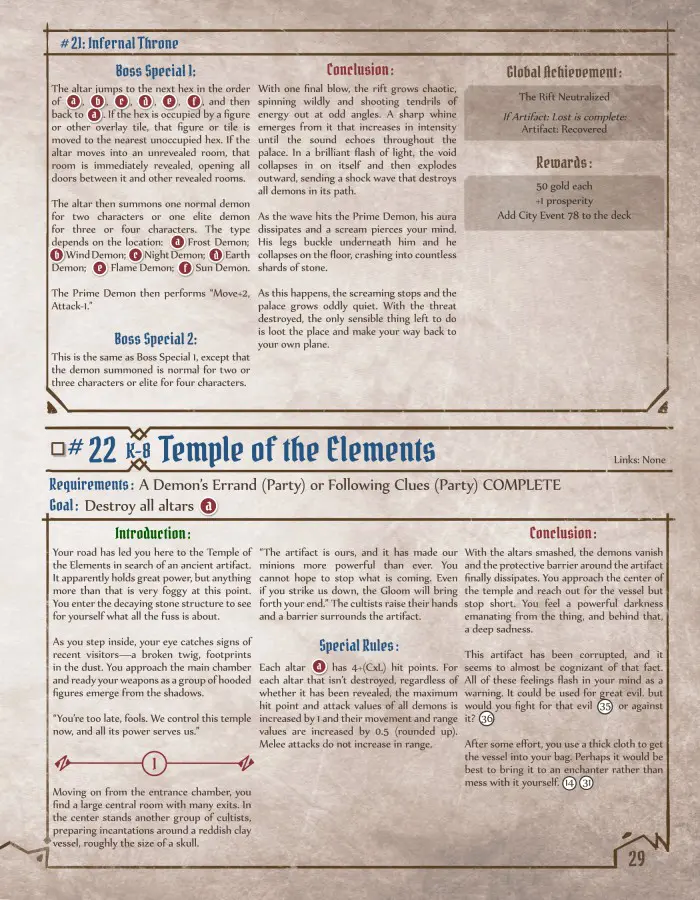 #21: Infernal Throne
Boss Special 1:
The altar jumps to the next hex in the order
of a, b, c, d, e, f, and then
back to a. If the hex is occupied by a figure
or other overlay tile, that figure or tile is
moved to the nearest unoccupied hex. If the
altar moves into an unrevealed room, that
room is immediately revealed, opening all
doors between it and other revealed rooms.
The altar then summons one normal demon
for two characters or one elite demon
for three or four characters. The type
depends on the location: a Frost Demon;
b Wind Demon; c Night Demon; d Earth
Demon; e Flame Demon; f Sun Demon.
The Prime Demon then performs "Move+2,
Attack-1."
Boss Special 2:
This is the same as Boss Special 1, except that
the demon summoned is normal for two or
three characters or elite for four characters.
Conclusion:
With one final blow, the rift grows chaotic,
spinning wildly and shooting tendrils of
energy out at odd angles. A sharp whine
emerges from it that increases in intensity
until the sound echoes throughout the
palace. In a brilliant flash of light, the void
collapses in on itself and then explodes
outward, sending a shock wave that destroys
all demons in its path.
As the wave hits the Prime Demon, his aura
dissipates and a scream pierces your mind.
His legs buckle underneath him and he
collapses on the floor, crashing into countless
shards of stone.
As this happens, the screaming stops and the
palace grows oddly quiet. With the threat
destroyed, the only sensible thing left to do
is loot the place and make your way back to
your own plane.
Global Achievement:
The Rift Neutralized
If Artifact: Lost is complete:
Artifact: Recovered
Rewards:
50 gold each
+1 prosperity
Add City Event 78 to the deck
#22 K-8 Temple of the Elements
Links: None
Requirements: A Demon's Errand (Party) or Following Clues (Party) COMPLETE
Goal: Destroy all altars a
Introduction:
Your road has led you here to the Temple of
the Elements in search of an ancient artifact.
It apparently holds great power, but anything
more than that is very foggy at this point.
You enter the decaying stone structure to see
for yourself what all the fuss is about.
As you step inside, your eye catches signs of
recent visitors—a broken twig, footprints
in the dust. You approach the main chamber
and ready your weapons as a group of hooded
figures emerge from the shadows.
"You're too late, fools. We control this temple
now, and all its power serves us."
1
Moving on from the entrance chamber, you
find a large central room with many exits. In
the center stands another group of cultists,
preparing incantations around a reddish clay
vessel, roughly the size of a skull.
"The artifact is ours, and it has made our
minions more powerful than ever. You
cannot hope to stop what is coming. Even
if you strike us down, the Gloom will bring
forth your end." The cultists raise their hands
and a barrier surrounds the artifact.
Special Rules:
Each altar a has 4+(CxL) hit points. For
each altar that isn't destroyed, regardless of
whether it has been revealed, the maximum
hit point and attack values of all demons is
increased by 1 and their movement and range
values are increased by 0.5 (rounded up).
Melee attacks do not increase in range.
Conclusion:
With the altars smashed, the demons vanish
and the protective barrier around the artifact
finally dissipates. You approach the center of
the temple and reach out for the vessel but
stop short. You feel a powerful darkness
emanating from the thing, and behind that,
a deep sadness.
This artifact has been corrupted, and it
seems to almost be cognizant of that fact.
All of these feelings flash in your mind as a
warning. It could be used for great evil. but
would you fight for that evil 35 or against
it? 36
After some effort, you use a thick cloth to get
the vessel into your bag. Perhaps it would be
best to bring it to an enchanter rather than
mess with it yourself. 14 31
29